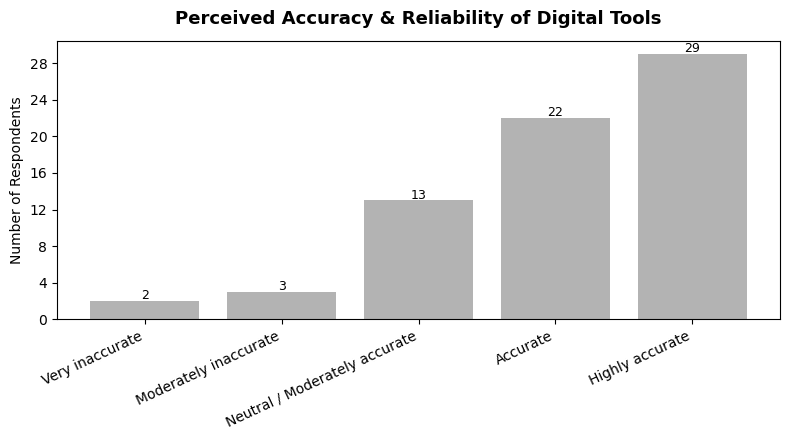 Perceived Accuracy & Reliability of Digital Tools
Number of Respondents
28
24
20
16
12
8
4
0
2
3
13
22
29
Very inaccurate
Moderately inaccurate
Neutral / Moderately accurate
Accurate
Highly accurate